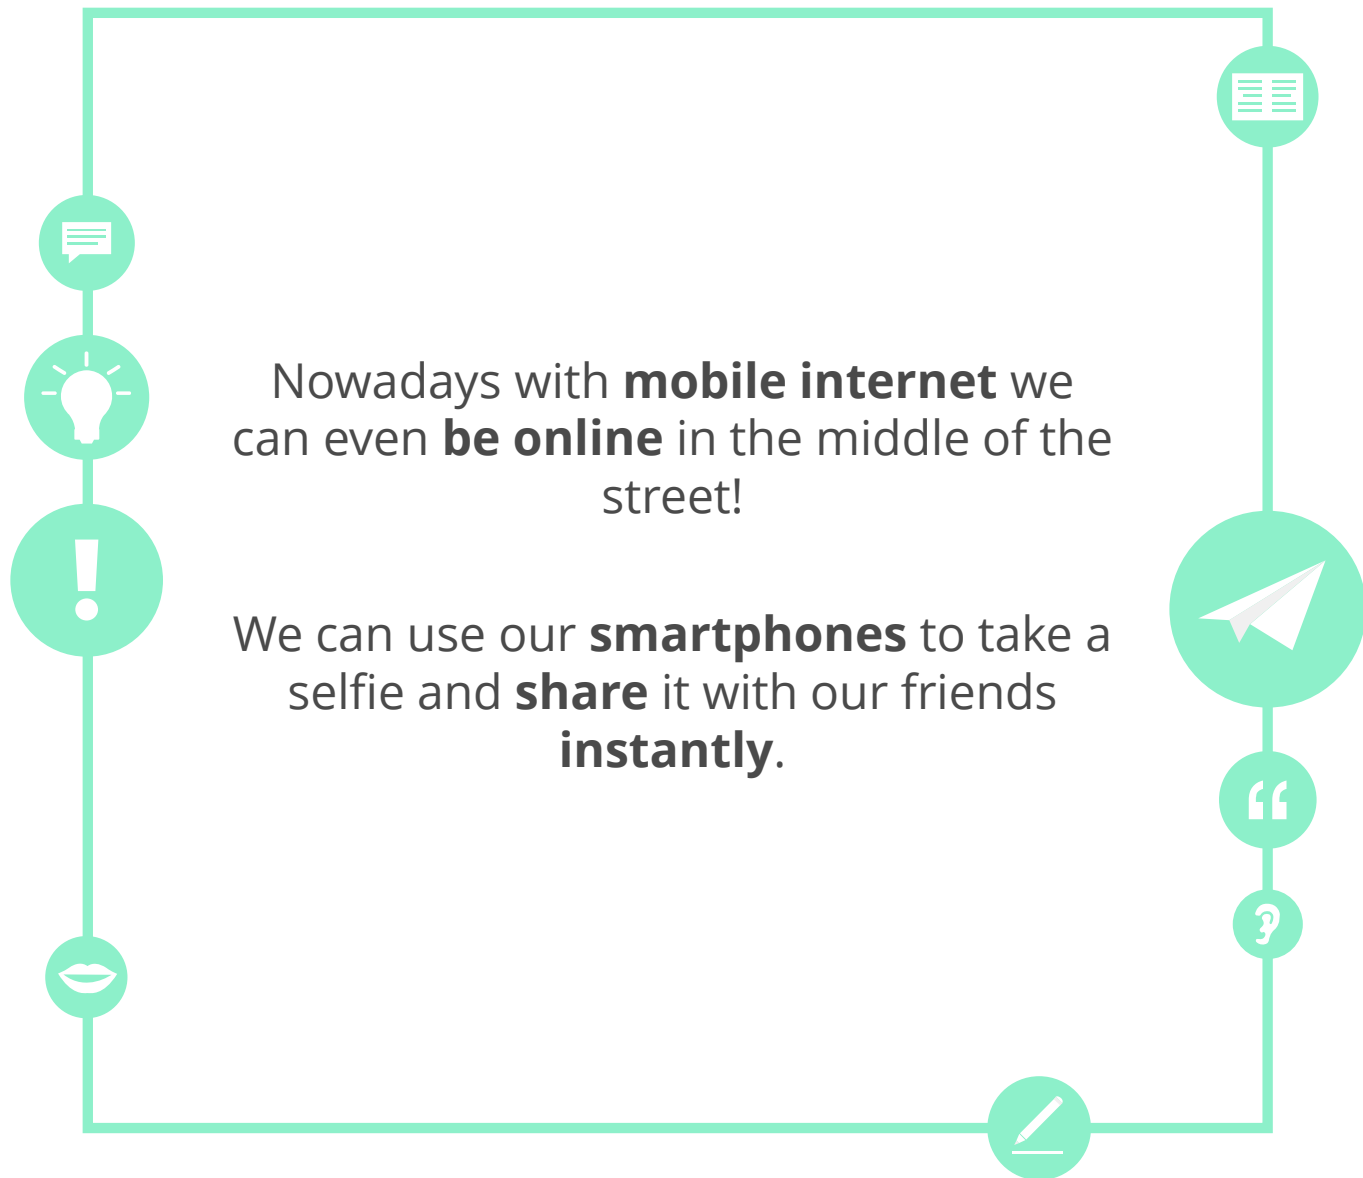 Nowadays with mobile internet we
can even be online in the middle of the
street!
We can use our smartphones to take a
selfie and share it with our friends
instantly.